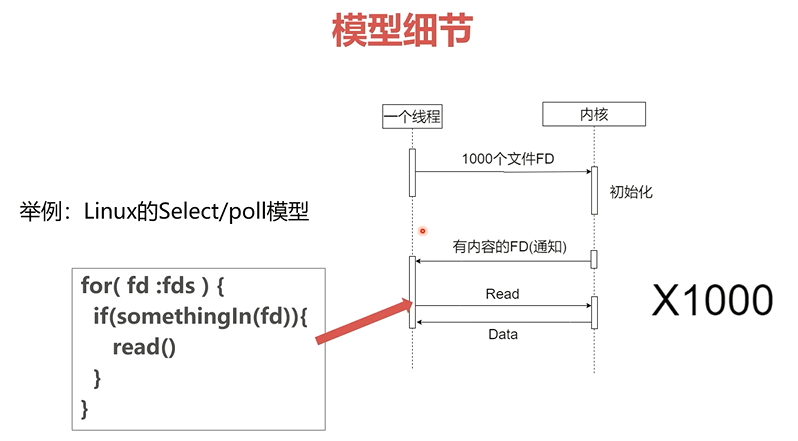 模型细节
一个线程
内核
1000个文件FD
初始化
举例：Linux的Select/poll模型
有内容的FD(通知)
for( fd :fds ) {
if(somethingIn(fd)){
read()
}
}
Read
Data
X1000